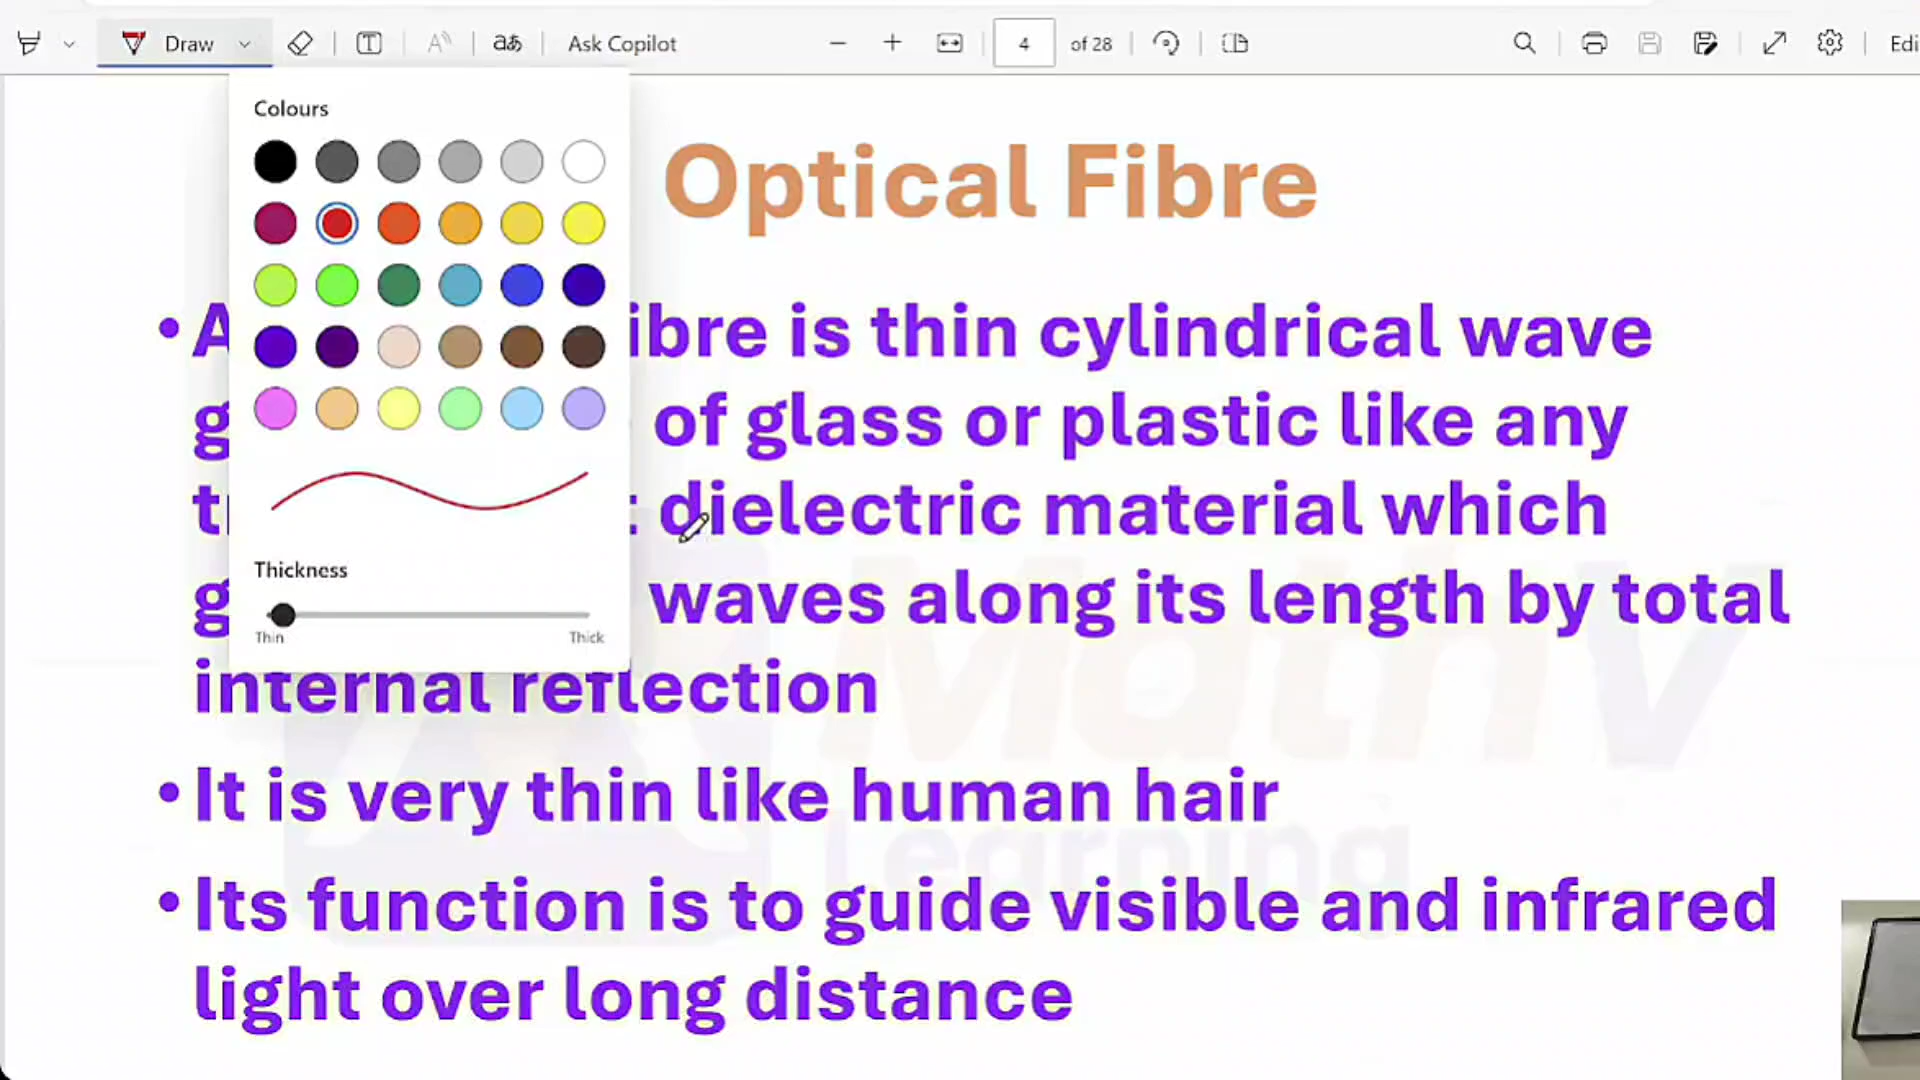 Draw
Ask Copilot
4 of 28
Edi
Colours
Thickness
Thin Thick
Optical Fibre
• A ibre is thin cylindrical wave
g of glass or plastic like any
t dielectric material which
g waves along its length by total
internal reflection
• It is very thin like human hair
• Its function is to guide visible and infrared
light over long distance
MathV
Learning